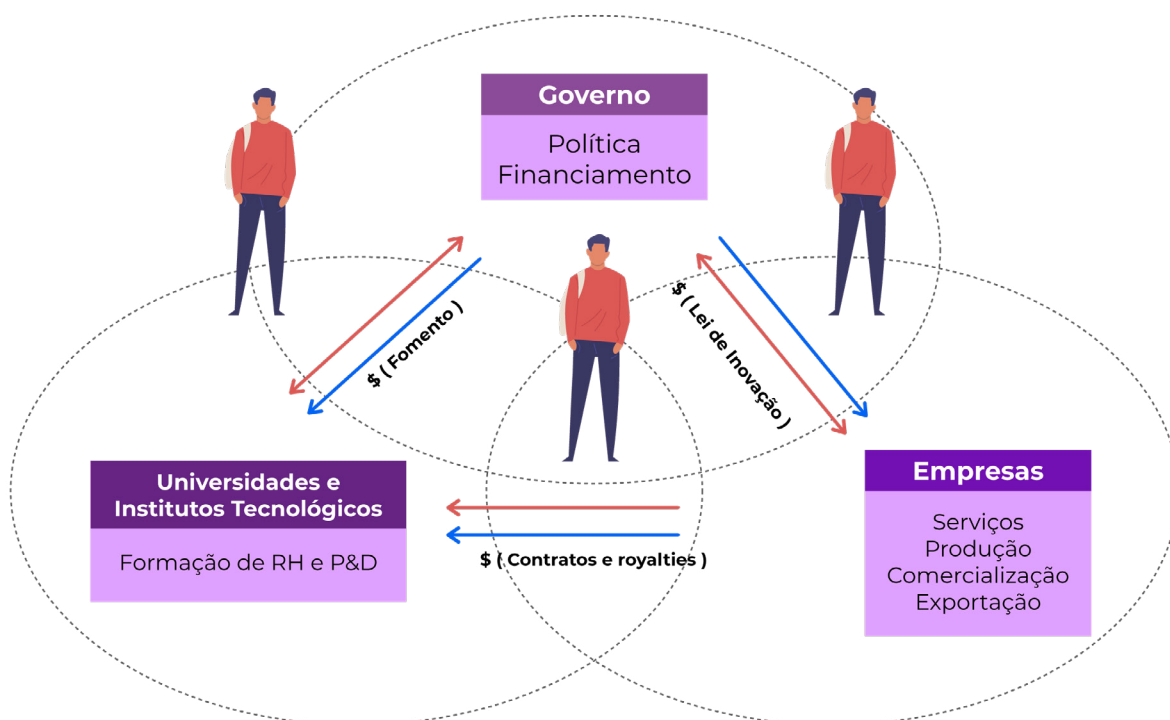 Governo
Política
Financiamento
$ ( Fomento )
$ ( Lei de Inovação )
Universidades e
Institutos Tecnológicos
Formação de RH e P&D
$ ( Contratos e royalties )
Empresas
Serviços
Produção
Comercialização
Exportação